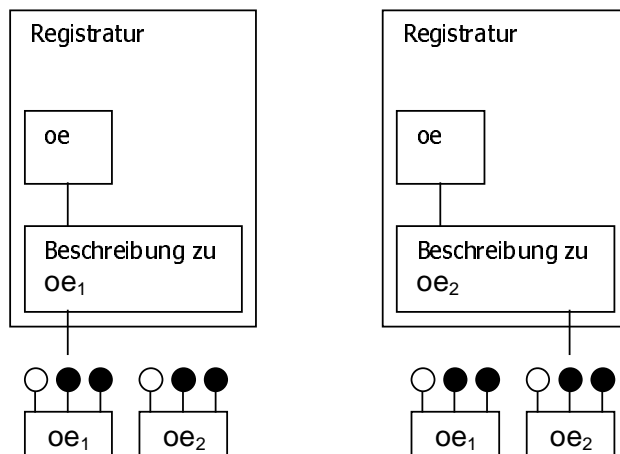 Registratur
oe
Beschreibung zu
oe₁
oe₁
oe₂
Registratur
oe
Beschreibung zu
oe₂
oe₁
oe₂